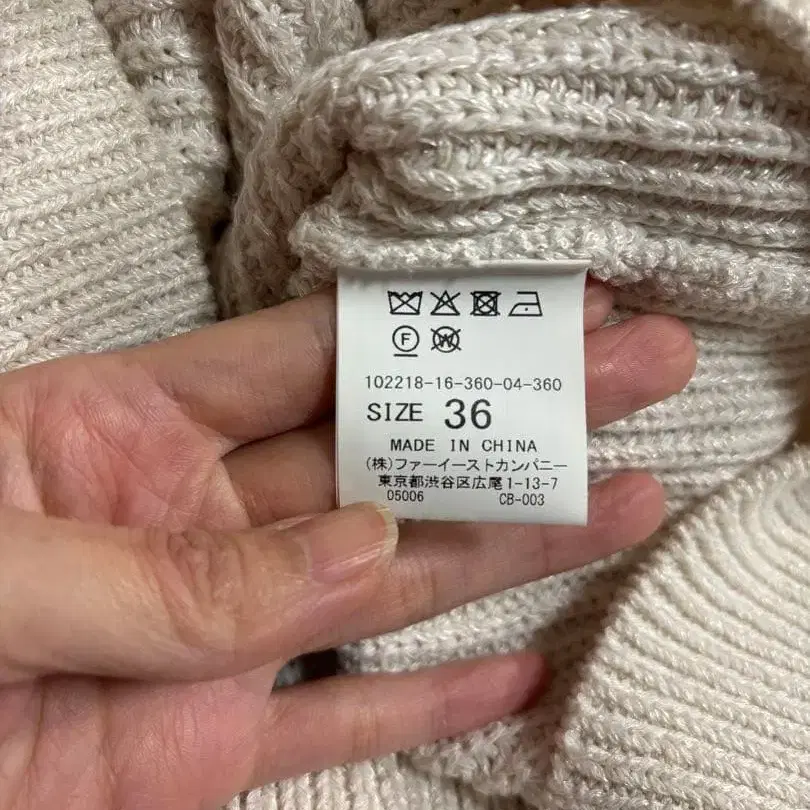 F W
102218-16-360-04-360
SIZE 36
MADE IN CHINA
(株)ファーイーストカンパニー
東京都渋谷区広尾1-13-7
05006 CB-003